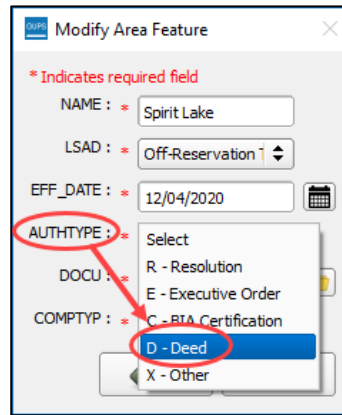 GUPS Modify Area Feature
* Indicates required field
NAME : * Spirit Lake
LSAD : * Off-Reservation T
EFF_DATE : * 12/04/2020
AUTHTYPE : * Select
R - Resolution
DOCU : * E - Executive Order
COMPTYP : * C - BIA Certification
D - Deed
X - Other